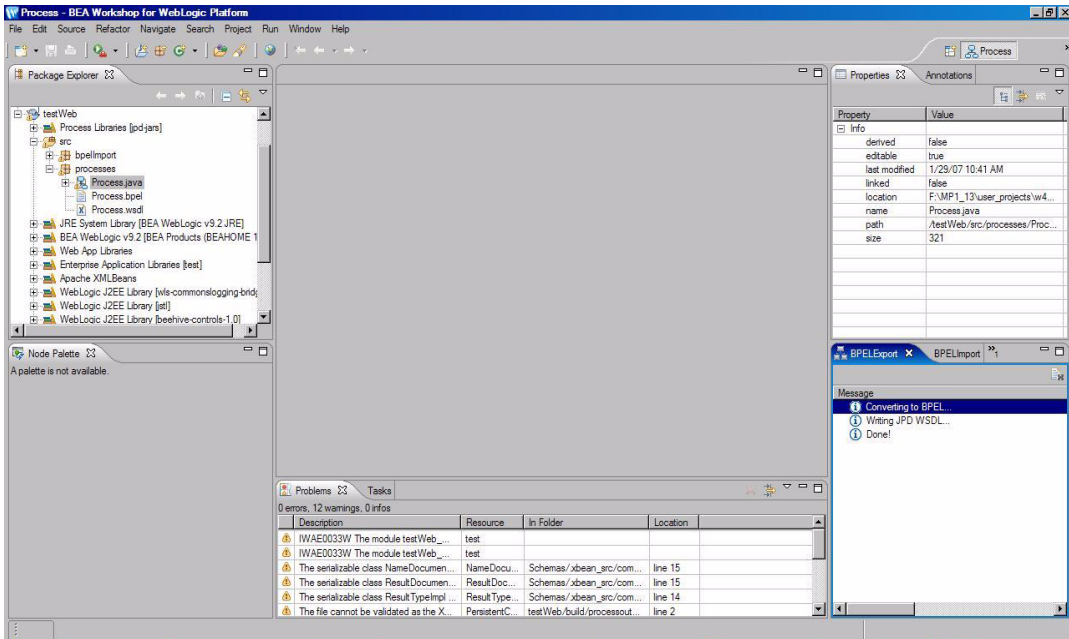 Process - BEA Workshop for WebLogic Platform
File Edit Source Refactor Navigate Search Project Run Window Help
Process
Package Explorer
testWeb
Process Libraries [jpd-jars]
src
bpelImport
processes
Process.java
Process.bpel
Process.wsdl
JRE System Library [BEA WebLogic v9.2 JRE]
BEA WebLogic v9.2 [BEA Products (BEAHOME 1
Web App Libraries
Enterprise Application Libraries [test]
Apache XMLBeans
WebLogic J2EE Library [wls-commonslogging-bridg
WebLogic J2EE Library [jstl]
WebLogic J2EE Library [beehive-controls-1.0]
Node Palette
A palette is not available.
Problems Tasks
0 errors, 12 warnings, 0 infos
Description Resource In Folder Location
IWAE0033W The module testWeb_... test
IWAE0033W The module testWeb_... test
The serializable class NameDocumen... NameDocu... Schemas/xbean_src/com... line 15
The serializable class ResultDocumen... ResultDoc... Schemas/xbean_src/com... line 15
The serializable class ResultTypeImpl ... ResultType... Schemas/xbean_src/com... line 14
The file cannot be validated as the X... PersistentC... testWeb/build/processout... line 2
Properties Annotations
Property Value
Info
derived false
editable true
last modified 1/29/07 10:41 AM
linked false
location F:\MP1_13\user_projects\w4...
name Process.java
path /testWeb/src/processes/Proc...
size 321
BPELExport BPELImport »1
Message
Converting to BPEL...
Writing JPD WSDL...
Done!